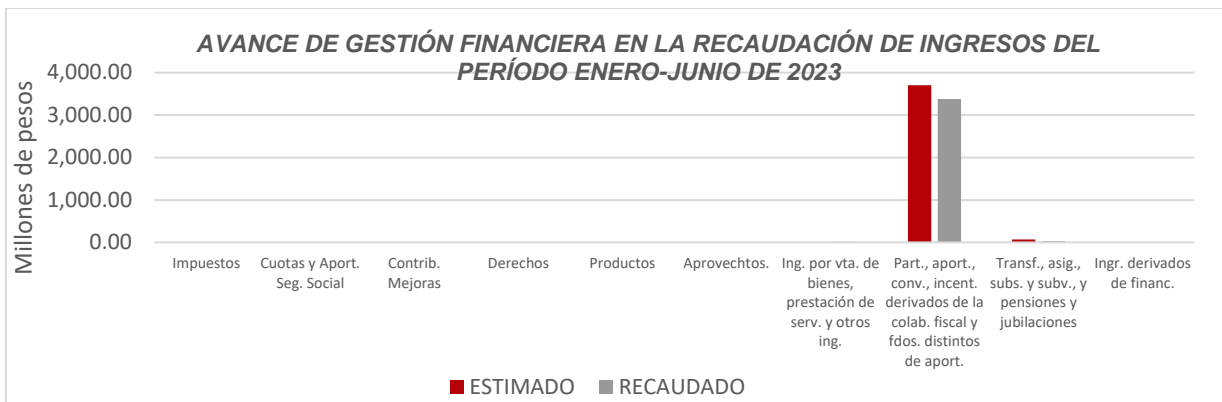 AVANCE DE GESTIÓN FINANCIERA EN LA RECAUDACIÓN DE INGRESOS DEL
PERÍODO ENERO-JUNIO DE 2023
Millones de pesos
4,000.00
3,000.00
2,000.00
1,000.00
0.00
Impuestos
Cuotas y Aport.
Seg. Social
Contrib.
Mejoras
Derechos
Productos
Aprovechtos.
Ing. por vta. de
bienes,
prestación de
serv. y otros
ing.
Part., aport.,
conv., incent.
derivados de la
colab. fiscal y
fdos. distintos
de aport.
Transf., asig.,
subs. y subv., y
pensiones y
jubilaciones
Ingr. derivados
de financ.
ESTIMADO
RECAUDADO